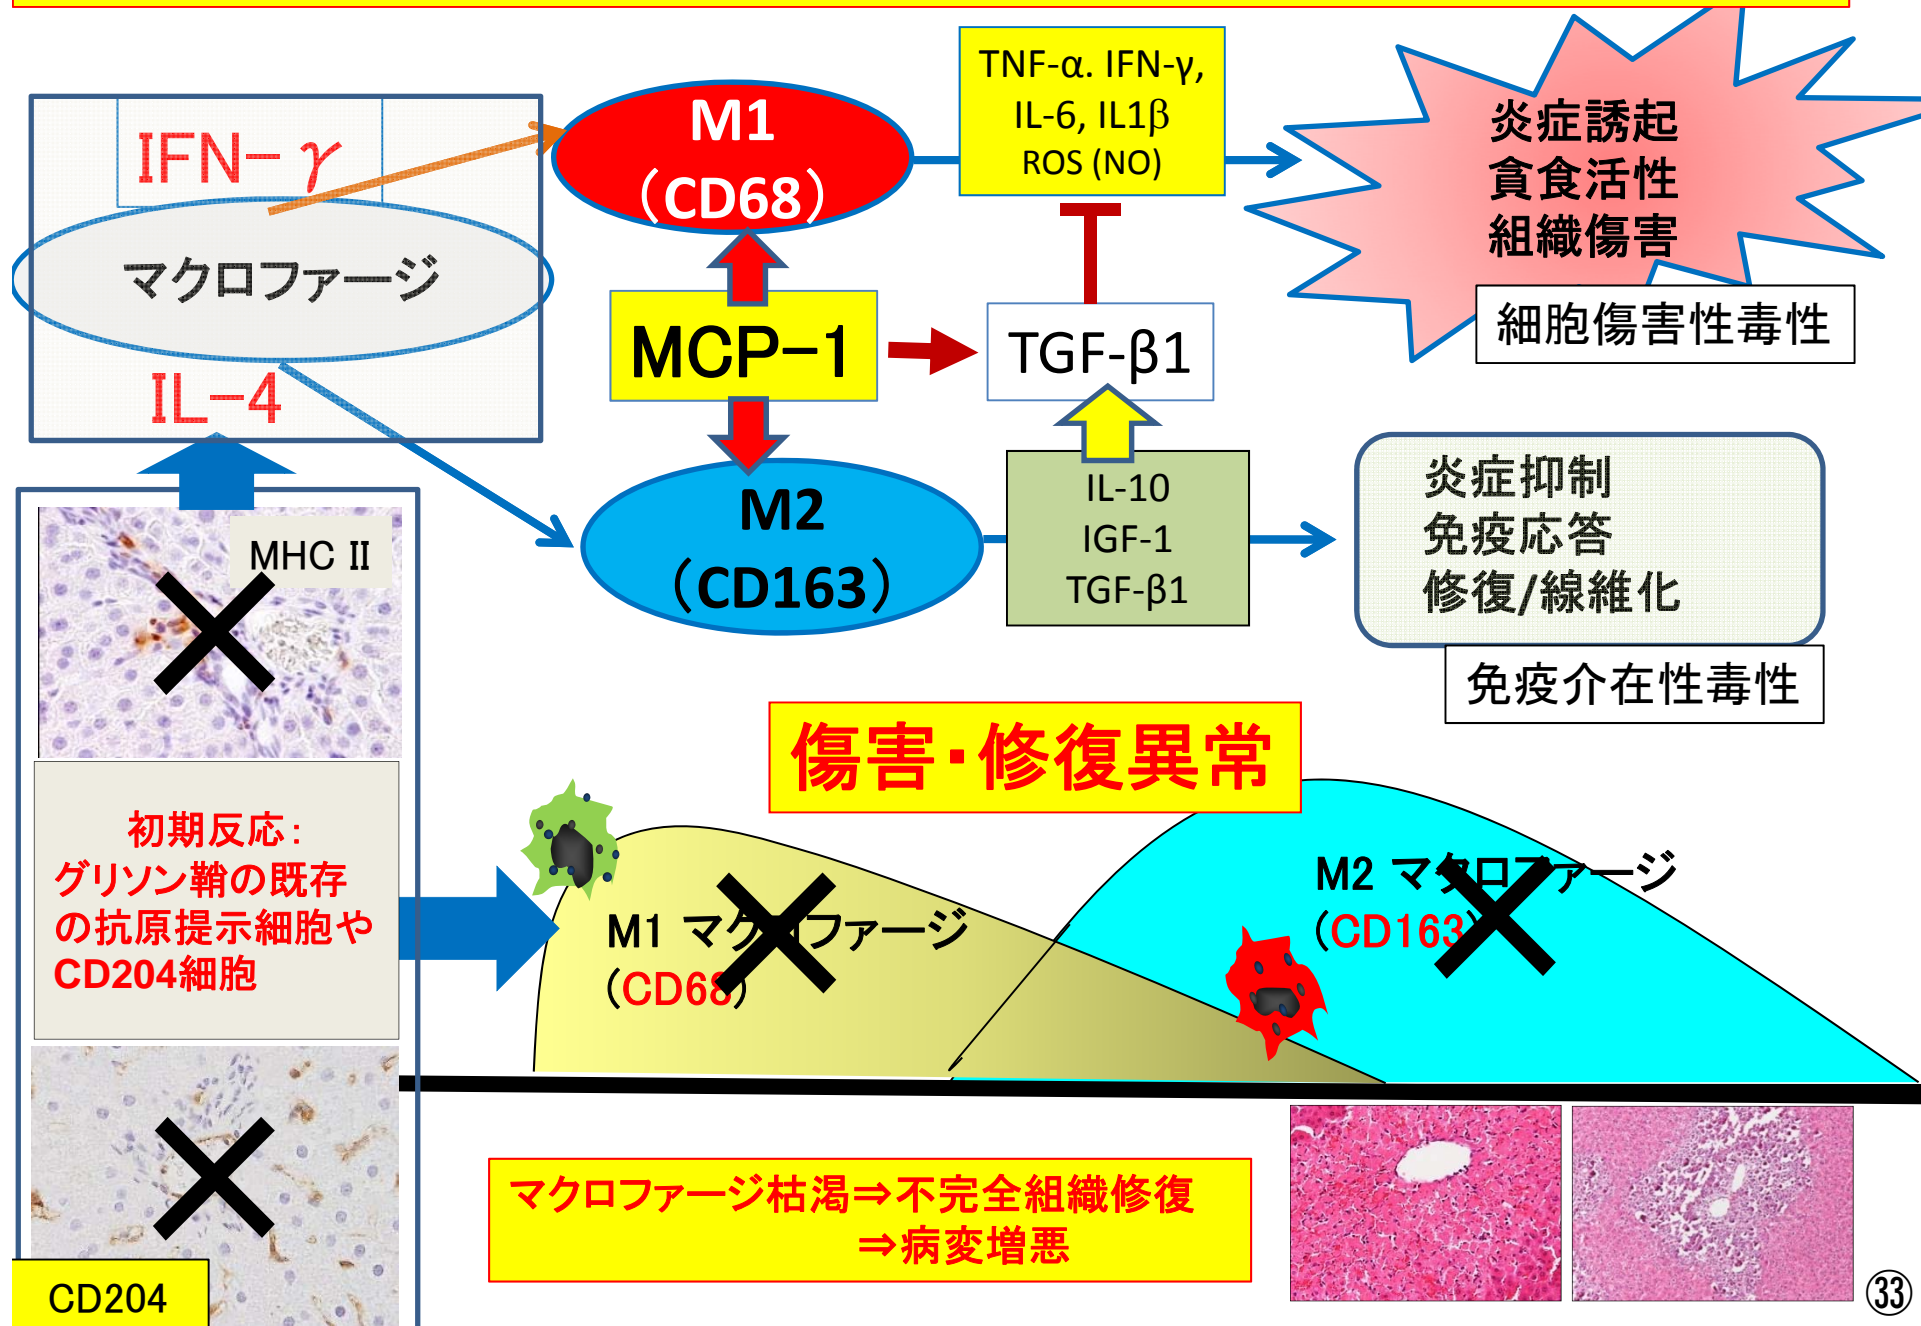 IFN-γ
マクロファージ
IL-4
M1
(CD68)
TNF-α. IFN-γ,
IL-6, IL1β
ROS (NO)
炎症誘起
貪食活性
組織傷害
細胞傷害性毒性
MCP-1
TGF-β1
M2
(CD163)
IL-10
IGF-1
TGF-β1
炎症抑制
免疫応答
修復/線維化
免疫介在性毒性
MHC II
初期反応：
グリソン鞘の既存
の抗原提示細胞や
CD204細胞
CD204
傷害・修復異常
M1 マクロファージ
(CD68)
M2 マクロファージ
(CD163)
マクロファージ枯渇⇒不完全組織修復
⇒病変増悪
㉝